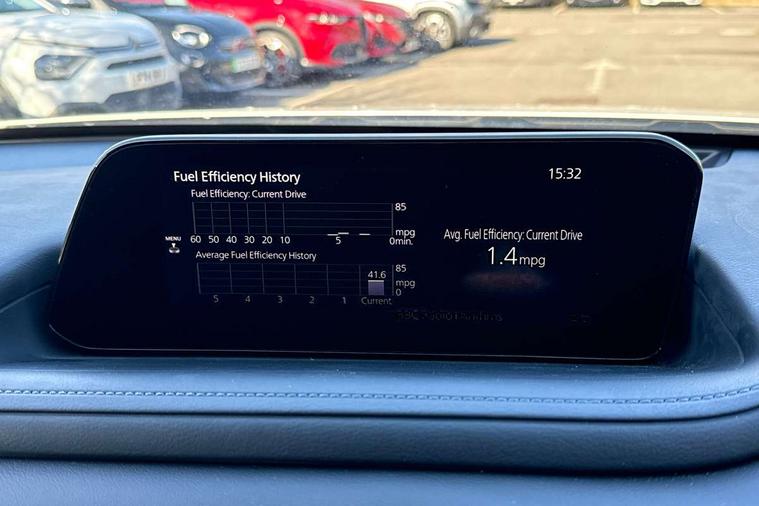 Fuel Efficiency History
15:32
Fuel Efficiency: Current Drive
85
mpg
0min.
60 50 40 30 20 10 5
MENU
Avg. Fuel Efficiency: Current Drive
1.4mpg
Average Fuel Efficiency History
85
41.6
mpg
0
5 4 3 2 1 Current